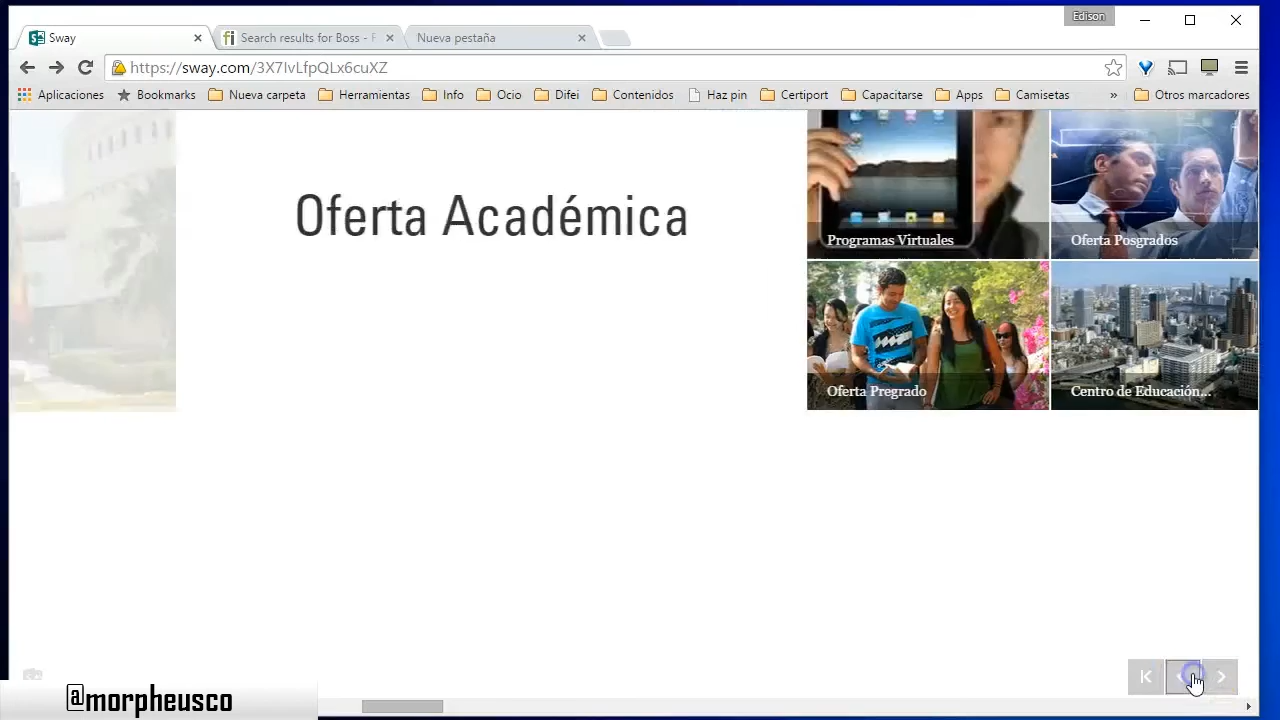 Edison
Sway
Search results for Boss - F
Nueva pestaña
https://sway.com/3X7IvLfpQLx6cuXZ
Aplicaciones
Bookmarks
Nueva carpeta
Herramientas
Info
Ocio
Difei
Contenidos
Haz pin
Certiport
Capacitarse
Apps
Camisetas
»
Otros marcadores
Oferta Académica
Programas Virtuales
Oferta Posgrados
Oferta Pregrado
Centro de Educación...
@morpheusco